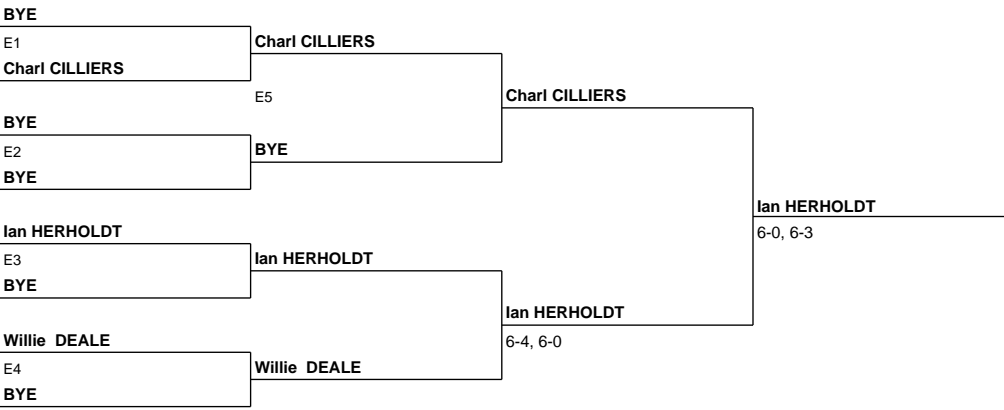 BYE
E1
Charl CILLIERS
Charl CILLIERS
E5
Charl CILLIERS
BYE
E2
BYE
BYE
Ian HERHOLDT
6-0, 6-3
Ian HERHOLDT
E3
BYE
Ian HERHOLDT
Ian HERHOLDT
6-4, 6-0
Willie  DEALE
E4
BYE
Willie  DEALE